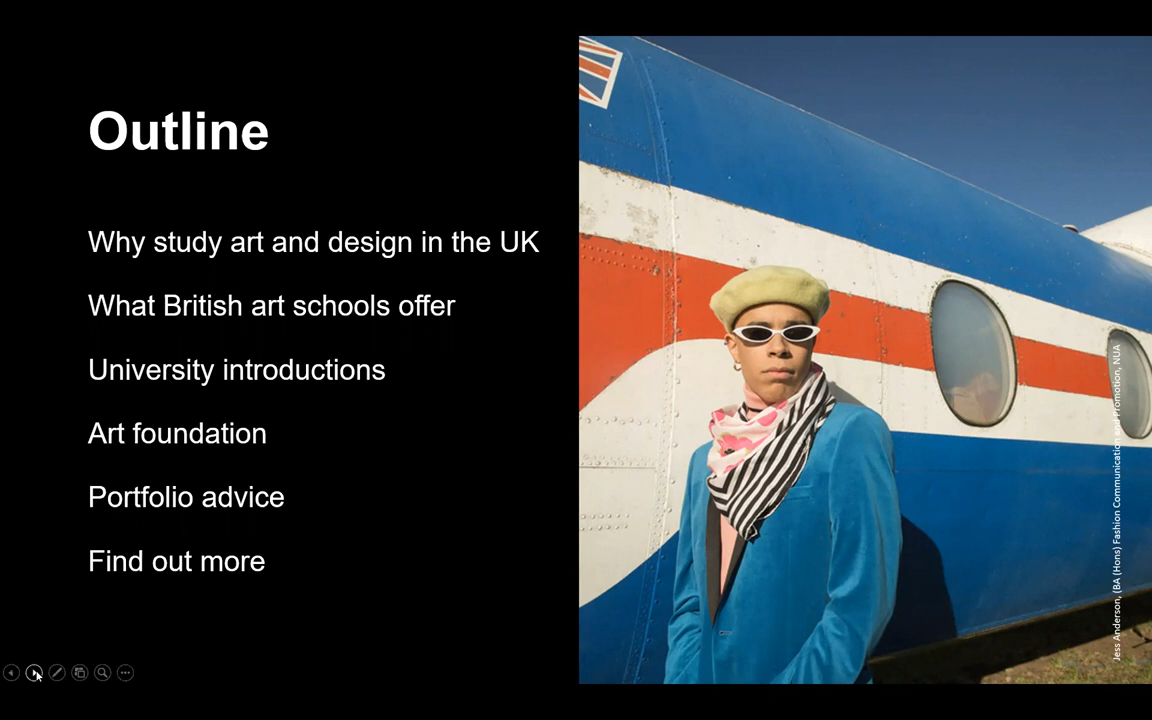 Outline
Why study art and design in the UK
What British art schools offer
University introductions
Art foundation
Portfolio advice
Find out more
Jess Anderson, (BA (Hons) Fashion Communication and Promotion, NUA